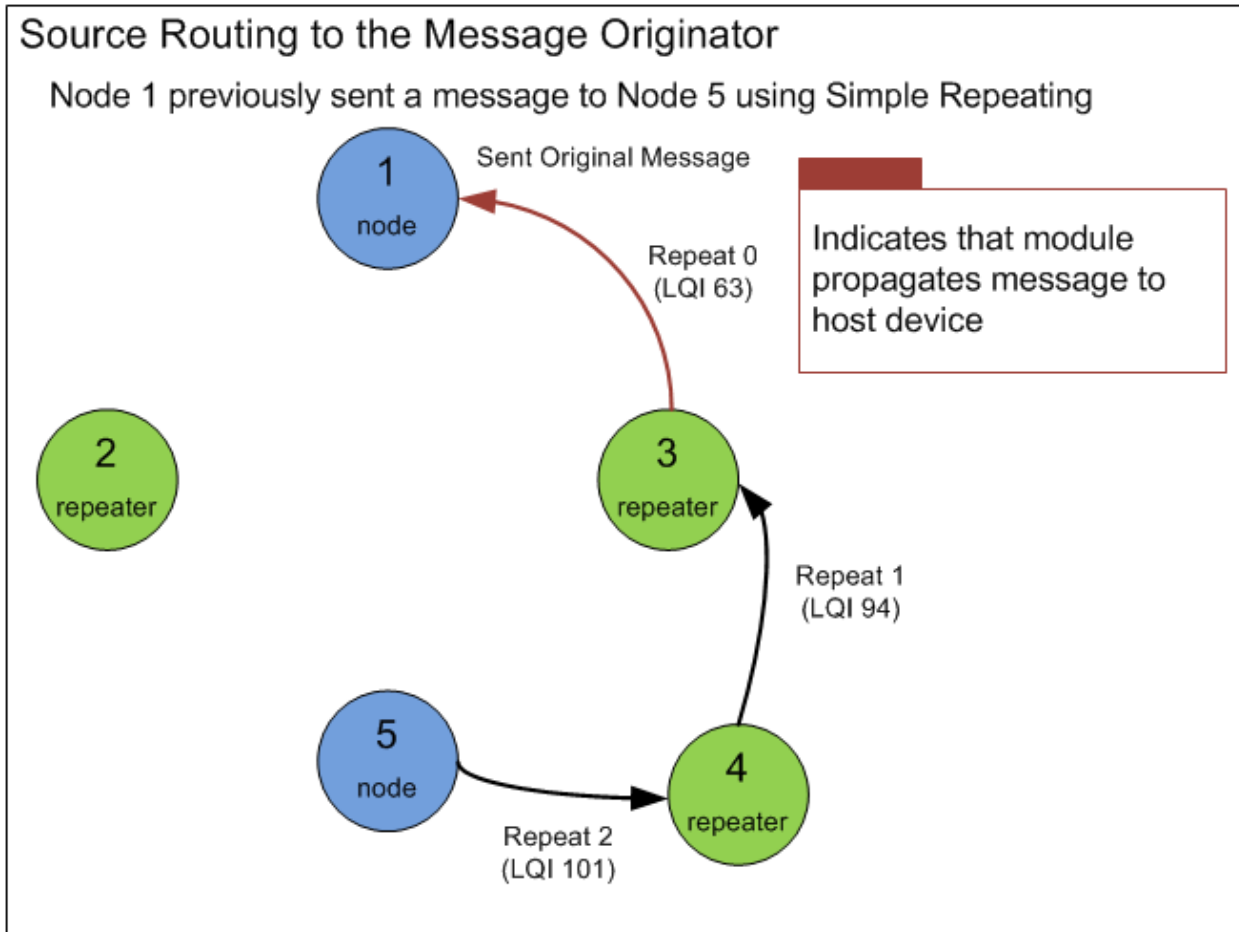 Source Routing to the Message Originator
Node 1 previously sent a message to Node 5 using Simple Repeating
1
node
Sent Original Message
Repeat 0
(LQI 63)
Indicates that module
propagates message to
host device
2
repeater
3
repeater
Repeat 1
(LQI 94)
5
node
4
repeater
Repeat 2
(LQI 101)